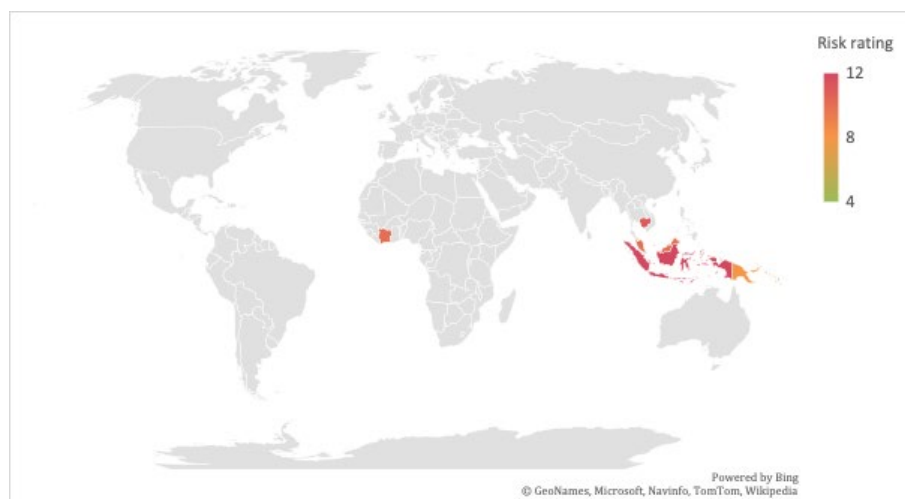 Risk rating
12
8
4
Powered by Bing
© GeoNames, Microsoft, Navinfo, TomTom, Wikipedia